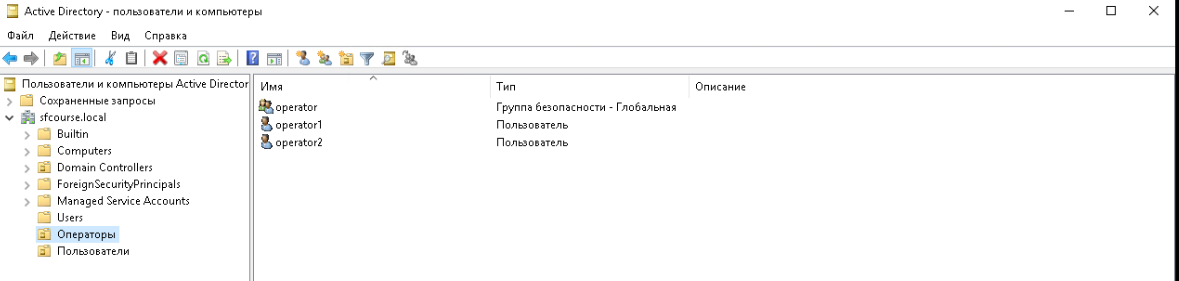 Active Directory - пользователи и компьютеры
Файл Действие Вид Справка
Пользователи и компьютеры Active Director
Сохраненные запросы
sfcourse.local
Builtin
Computers
Domain Controllers
ForeignSecurityPrincipals
Managed Service Accounts
Users
Операторы
Пользователи
Имя Тип Описание
operator Группа безопасности - Глобальная
operator1 Пользователь
operator2 Пользователь